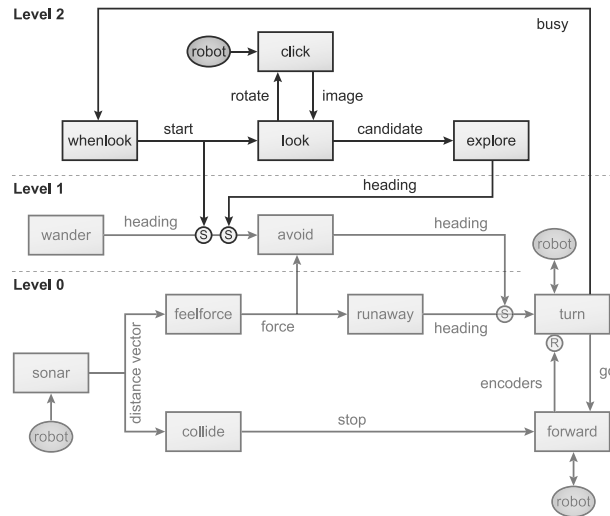 Level 2
busy
robot
click
rotate
image
whenlook
start
look
candidate
explore
Level 1
heading
wander
heading
S
S
avoid
heading
robot
Level 0
feelforce
force
runaway
heading
S
turn
distance vector
sonar
R
encoders
robot
collide
stop
forward
robot